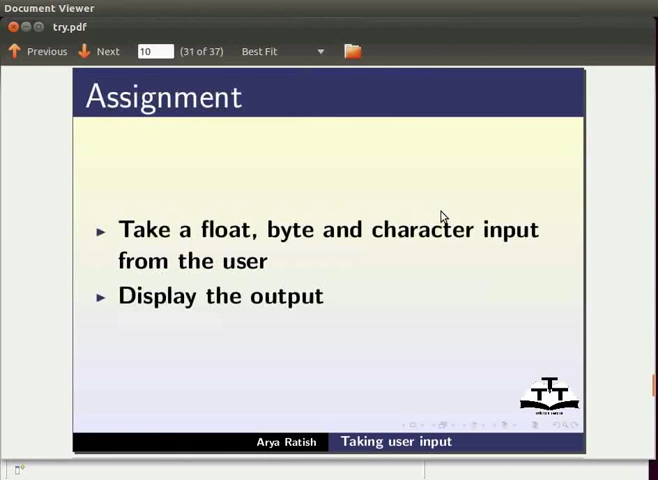 Document Viewer
try.pdf
Previous
Next
10
(31 of 37)
Best Fit
Assignment
Take a float, byte and character input
from the user
Display the output
Arya Ratish
Taking user input